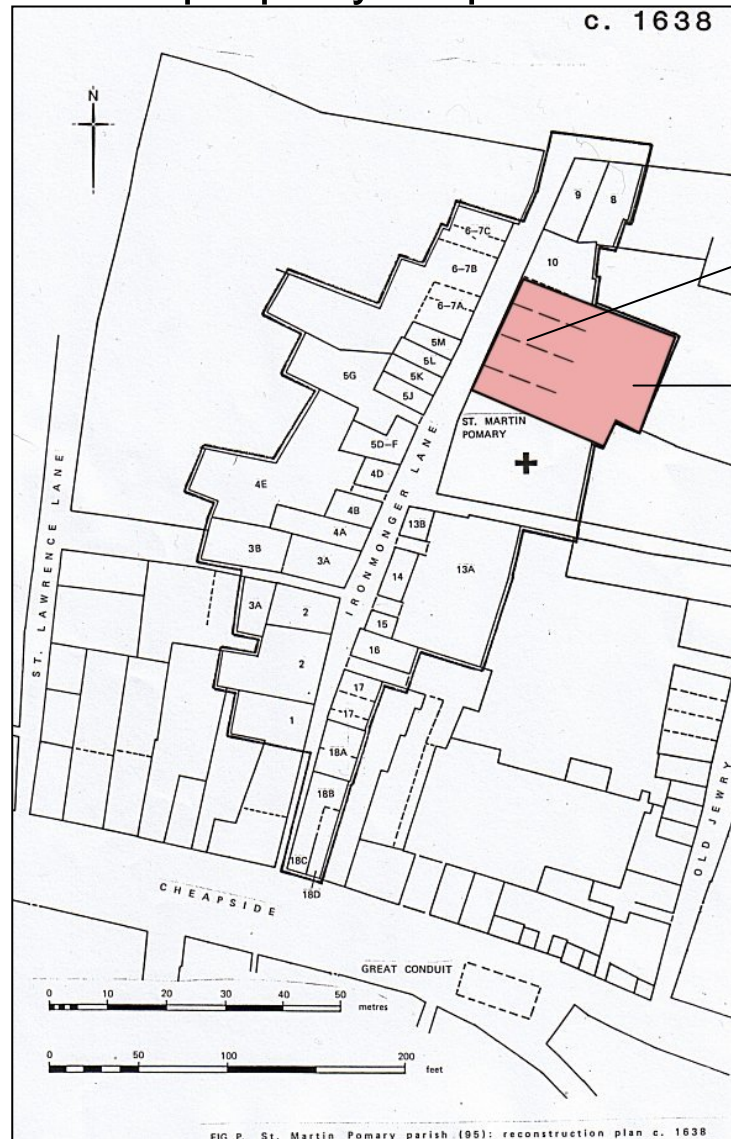 c. 1638
N
9
8
6-7C
6-7B
10
6-7A
5M
5L
5K
5J
5G
ST. MARTIN
POMARY
5D-F
4D
4E
4B
4A
13B
3B
3A
13A
14
3A
2
15
16
2
17
17
1
18A
18B
18C
18D
ST. LAWRENCE LANE
IRONMONGER LANE
OLD JEWRY
CHEAPSIDE
GREAT CONDUIT
0 10 20 30 40 50 metres
0 50 100 200 feet
FIG P. St. Martin Pomary parish (95): reconstruction plan c. 1638